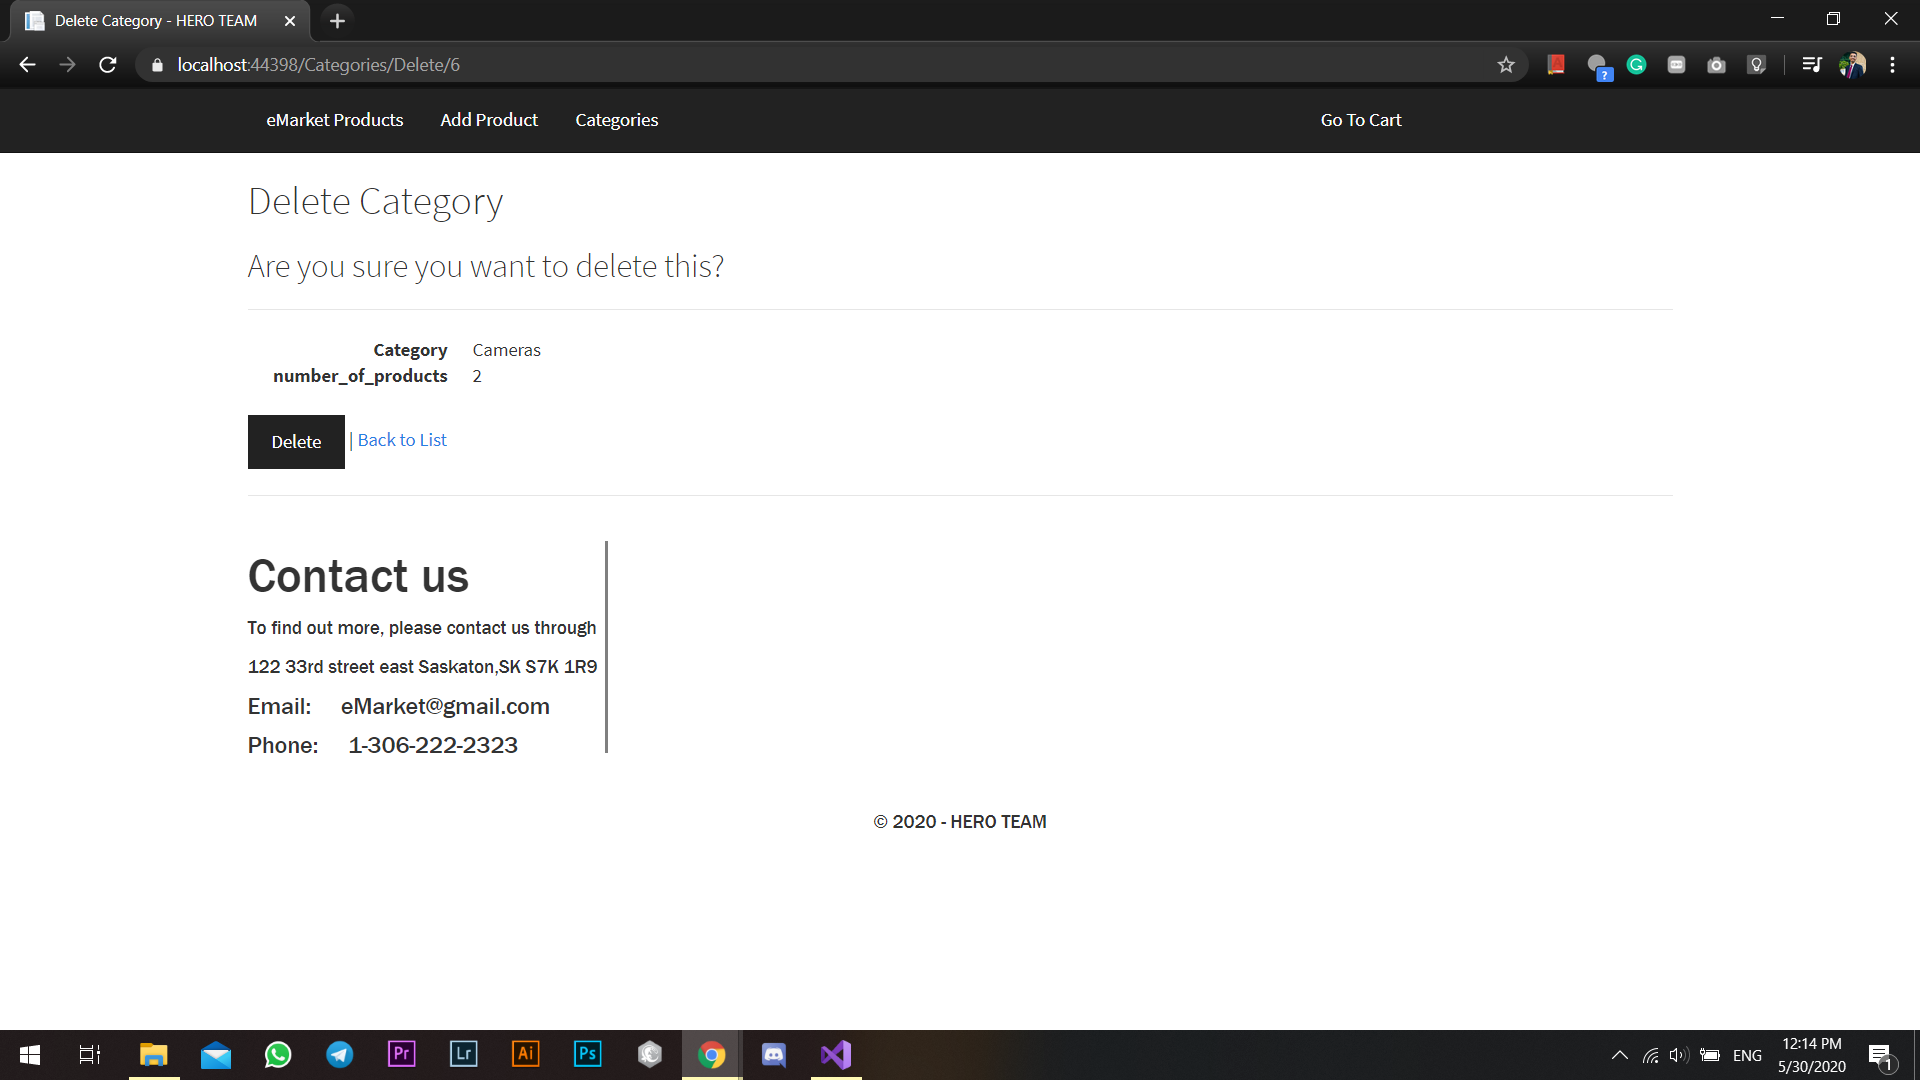 Delete Category - HERO TEAM
localhost:44398/Categories/Delete/6
eMarket Products Add Product Categories Go To Cart
Delete Category
Are you sure you want to delete this?
Category Cameras
number_of_products 2
Delete | Back to List
Contact us
To find out more, please contact us through
122 33rd street east Saskaton,SK S7K 1R9
Email: eMarket@gmail.com
Phone: 1-306-222-2323
© 2020 - HERO TEAM
Pr Lr Ai Ps
ENG
12:14 PM
5/30/2020
1